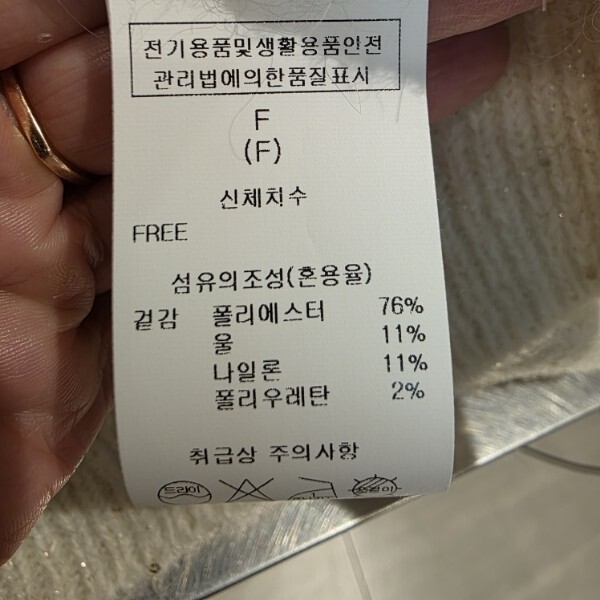 전기용품및생활용품안전
관리법에의한품질표시
F
(F)
신체치수
FREE
섬유의조성(혼용율)
겉감 폴리에스터 76%
울 11%
나일론 11%
폴리우레탄 2%
취급상 주의사항
드라이